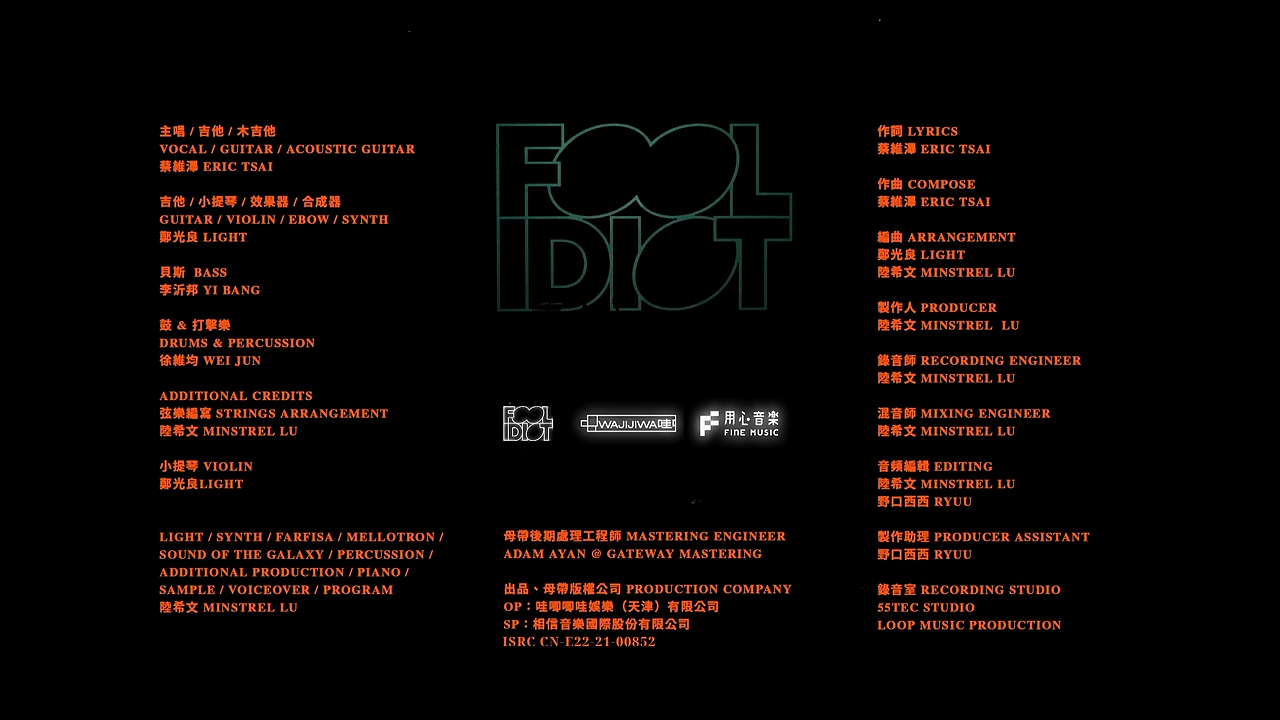 主唱 / 吉他 / 木吉他
VOCAL / GUITAR / ACOUSTIC GUITAR
蔡維澤 ERIC TSAI
吉他 / 小提琴 / 效果器 / 合成器
GUITAR / VIOLIN / EBOW / SYNTH
鄭光良 LIGHT
貝斯 BASS
李沂邦 YI BANG
鼓 & 打擊樂
DRUMS & PERCUSSION
徐維均 WEI JUN
ADDITIONAL CREDITS
弦樂編寫 STRINGS ARRANGEMENT
陸希文 MINSTREL LU
小提琴 VIOLIN
鄭光良LIGHT
LIGHT / SYNTH / FARFISA / MELLOTRON /
SOUND OF THE GALAXY / PERCUSSION /
ADDITIONAL PRODUCTION / PIANO /
SAMPLE / VOICEOVER / PROGRAM
陸希文 MINSTREL LU
FOOL
IDIOT
FOOL
IDIOT
WAJIJIWA哇
用心音樂
FINE MUSIC
母帶後期處理工程師 MASTERING ENGINEER
ADAM AYAN @ GATEWAY MASTERING
出品、母帶版權公司 PRODUCTION COMPANY
OP：哇唧唧哇娛樂（天津）有限公司
SP：相信音樂國際股份有限公司
ISRC CN-E22-21-00852
作詞 LYRICS
蔡維澤 ERIC TSAI
作曲 COMPOSE
蔡維澤 ERIC TSAI
編曲 ARRANGEMENT
鄭光良 LIGHT
陸希文 MINSTREL LU
製作人 PRODUCER
陸希文 MINSTREL LU
錄音師 RECORDING ENGINEER
陸希文 MINSTREL LU
混音師 MIXING ENGINEER
陸希文 MINSTREL LU
音頻編輯 EDITING
陸希文 MINSTREL LU
野口西西 RYUU
製作助理 PRODUCER ASSISTANT
野口西西 RYUU
錄音室 RECORDING STUDIO
55TEC STUDIO
LOOP MUSIC PRODUCTION